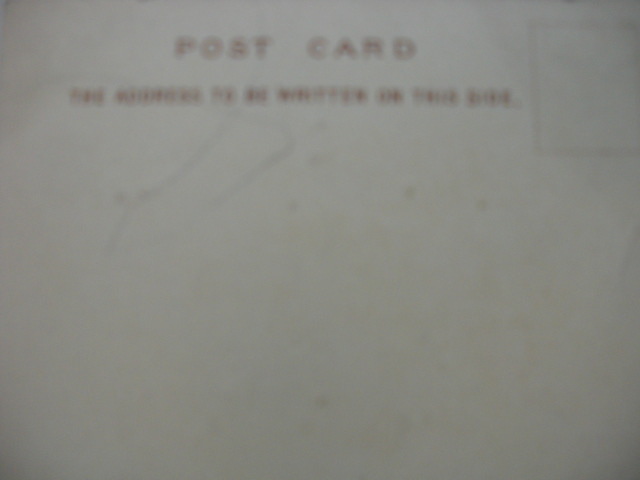 POST CARD
THE ADDRESS TO BE WRITTEN ON THIS SIDE.